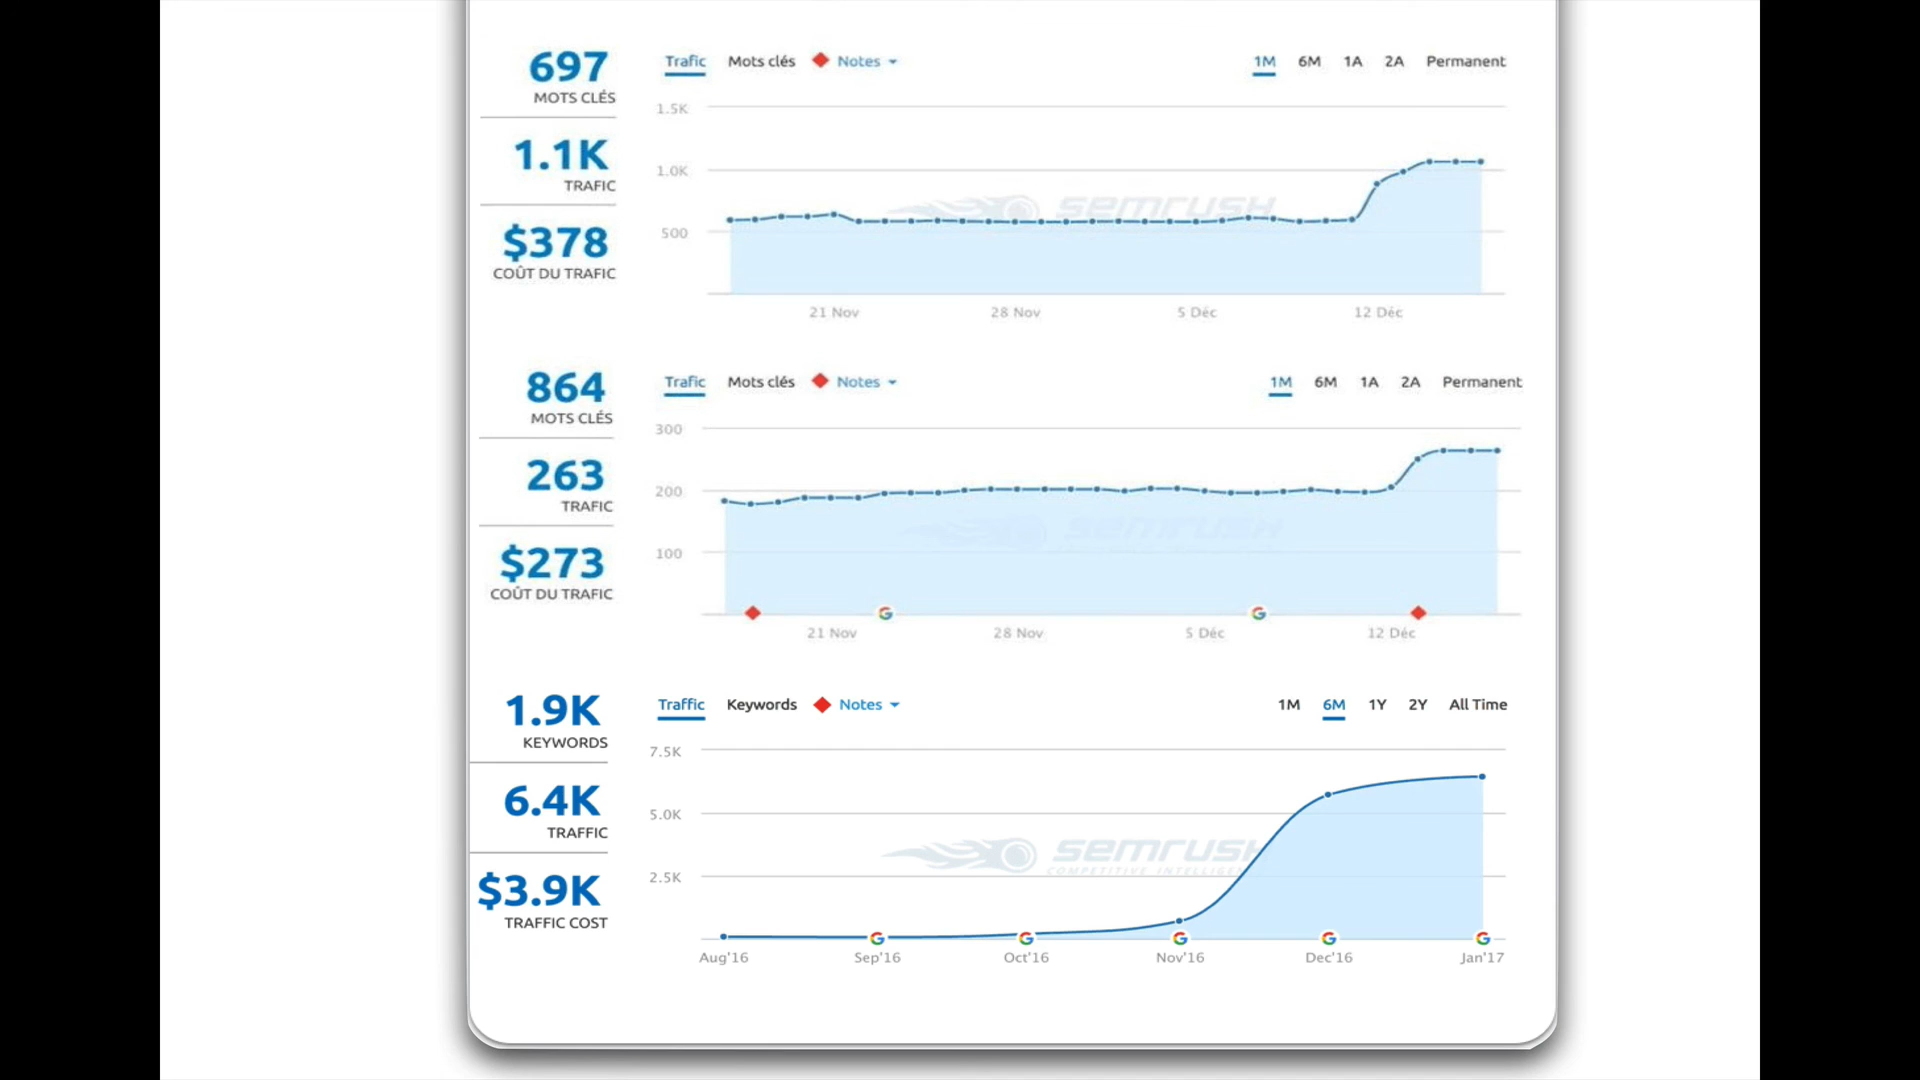 697
MOTS CLÉS
1.1K
TRAFIC
$378
COÛT DU TRAFIC
Trafic Mots clés Notes 1M 6M 1A 2A Permanent
1.5K
1.0K
500
SEMRUSH
21 Nov 28 Nov 5 Déc 12 Déc
864
MOTS CLÉS
263
TRAFIC
$273
COÛT DU TRAFIC
Trafic Mots clés Notes 1M 6M 1A 2A Permanent
300
200
100
SEMRUSH
21 Nov 28 Nov 5 Déc 12 Déc
1.9K
KEYWORDS
6.4K
TRAFFIC
$3.9K
TRAFFIC COST
Traffic Keywords Notes 1M 6M 1Y 2Y All Time
7.5K
5.0K
2.5K
SEMRUSH
COMPETITIVE
Aug'16 Sep'16 Oct'16 Nov'16 Dec'16 Jan'17